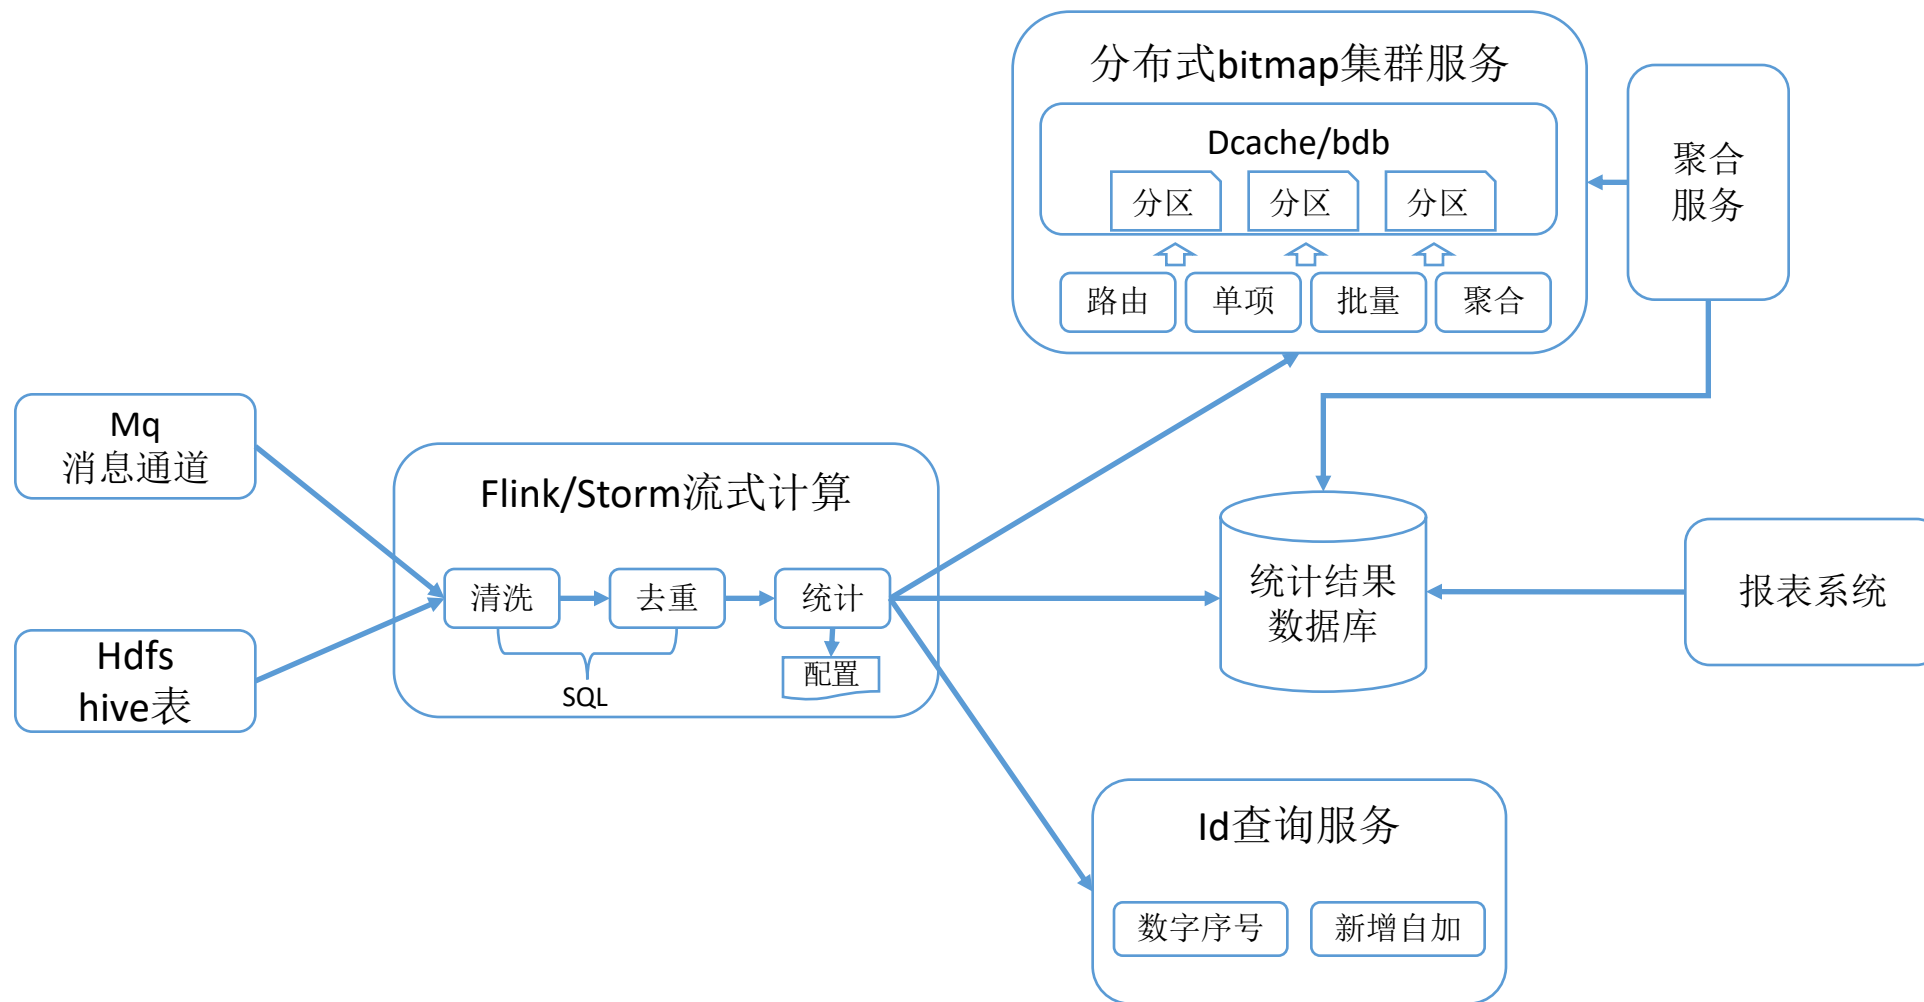 分布式bitmap集群服务
Dcache/bdb
分区
分区
分区
路由
单项
批量
聚合
聚合
服务
Mq
消息通道
Hdfs
hive表
Flink/Storm流式计算
清洗
去重
统计
SQL
配置
统计结果
数据库
报表系统
Id查询服务
数字序号
新增自加